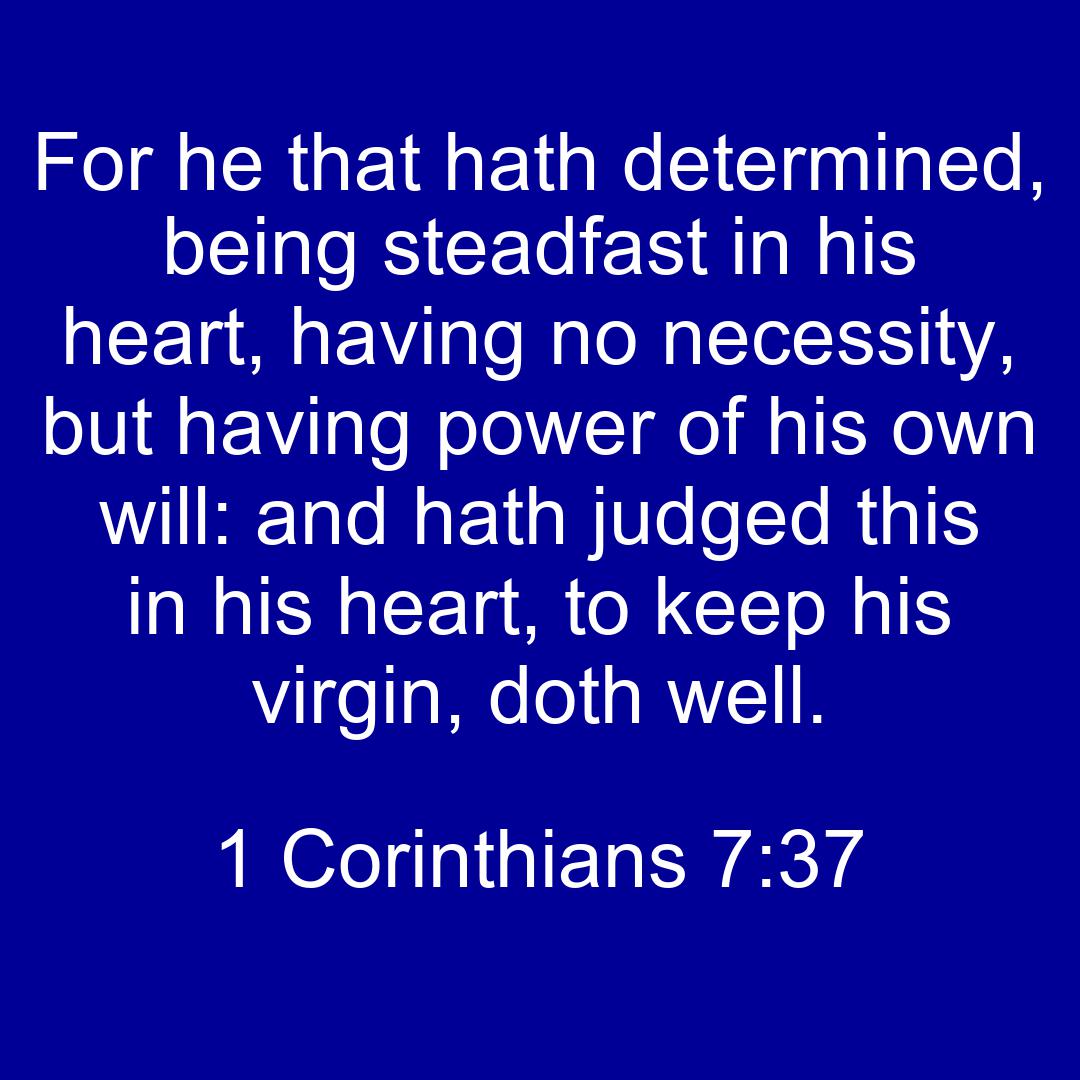 For he that hath determined,
being steadfast in his
heart, having no necessity,
but having power of his own
will: and hath judged this
in his heart, to keep his
virgin, doth well.
1 Corinthians 7:37